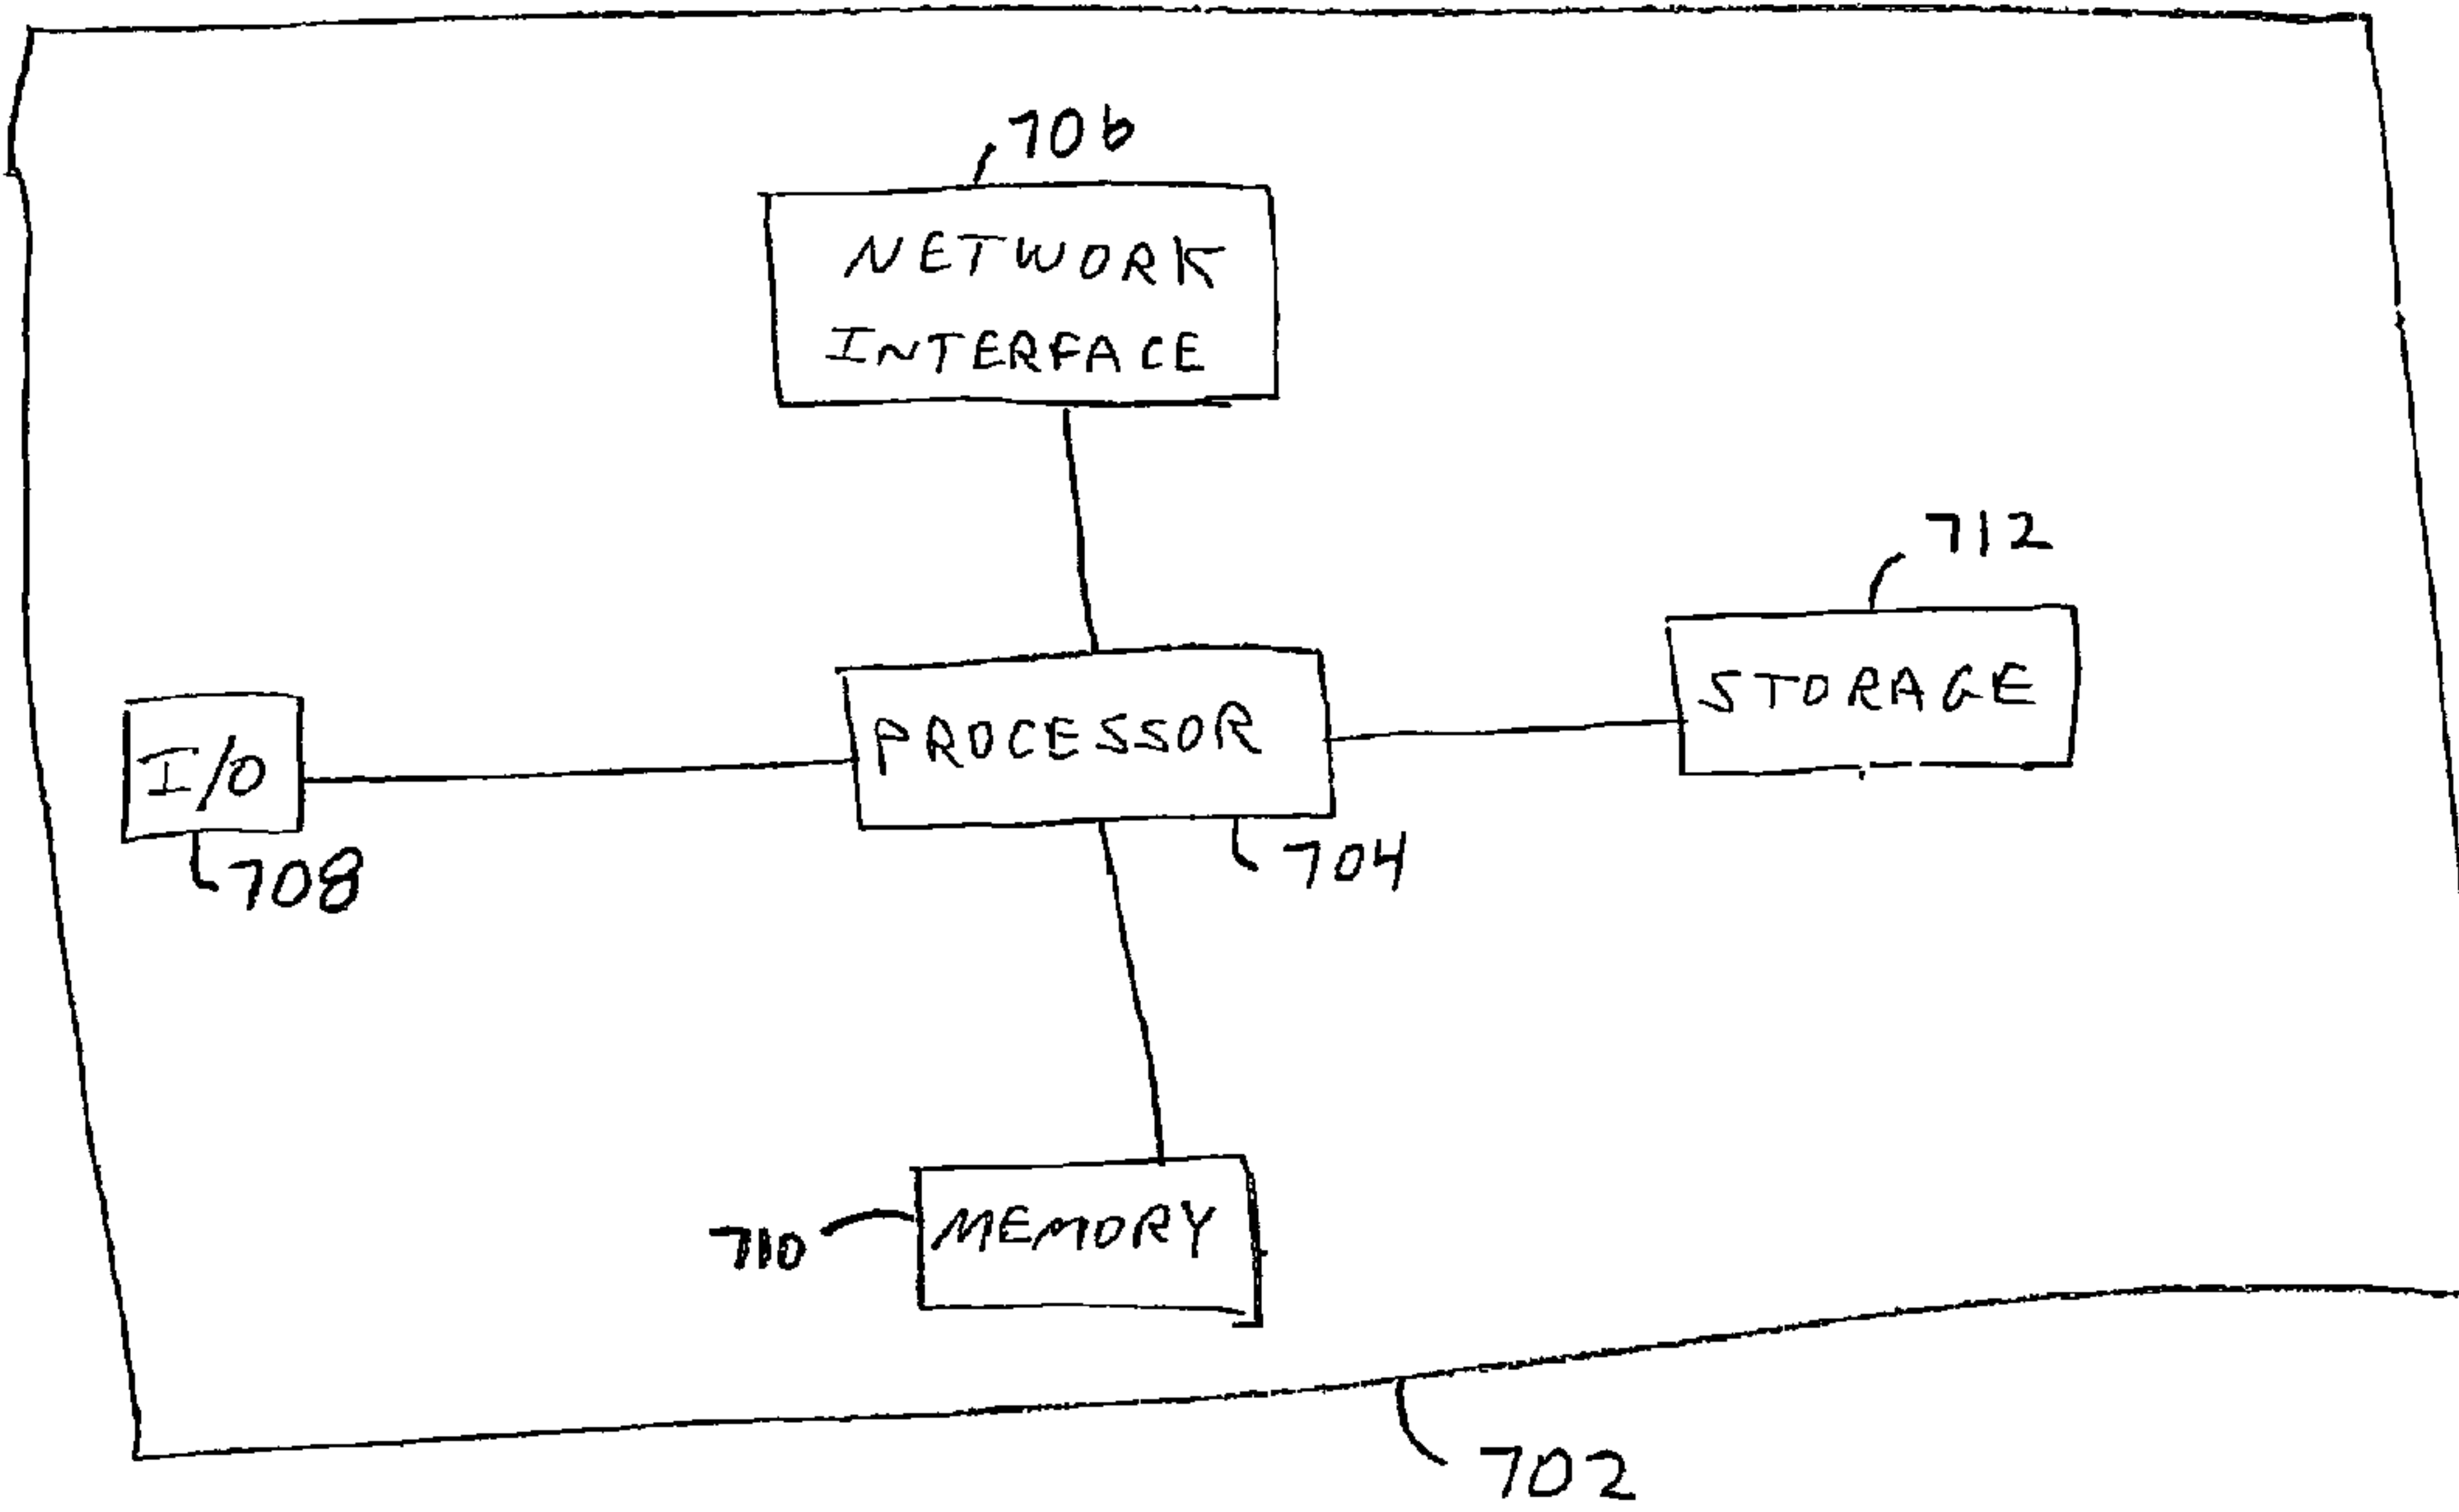 706
NETWORK
INTERFACE
712
STORAGE
PROCESSOR
I/O
704
708
MEMORY
710
702